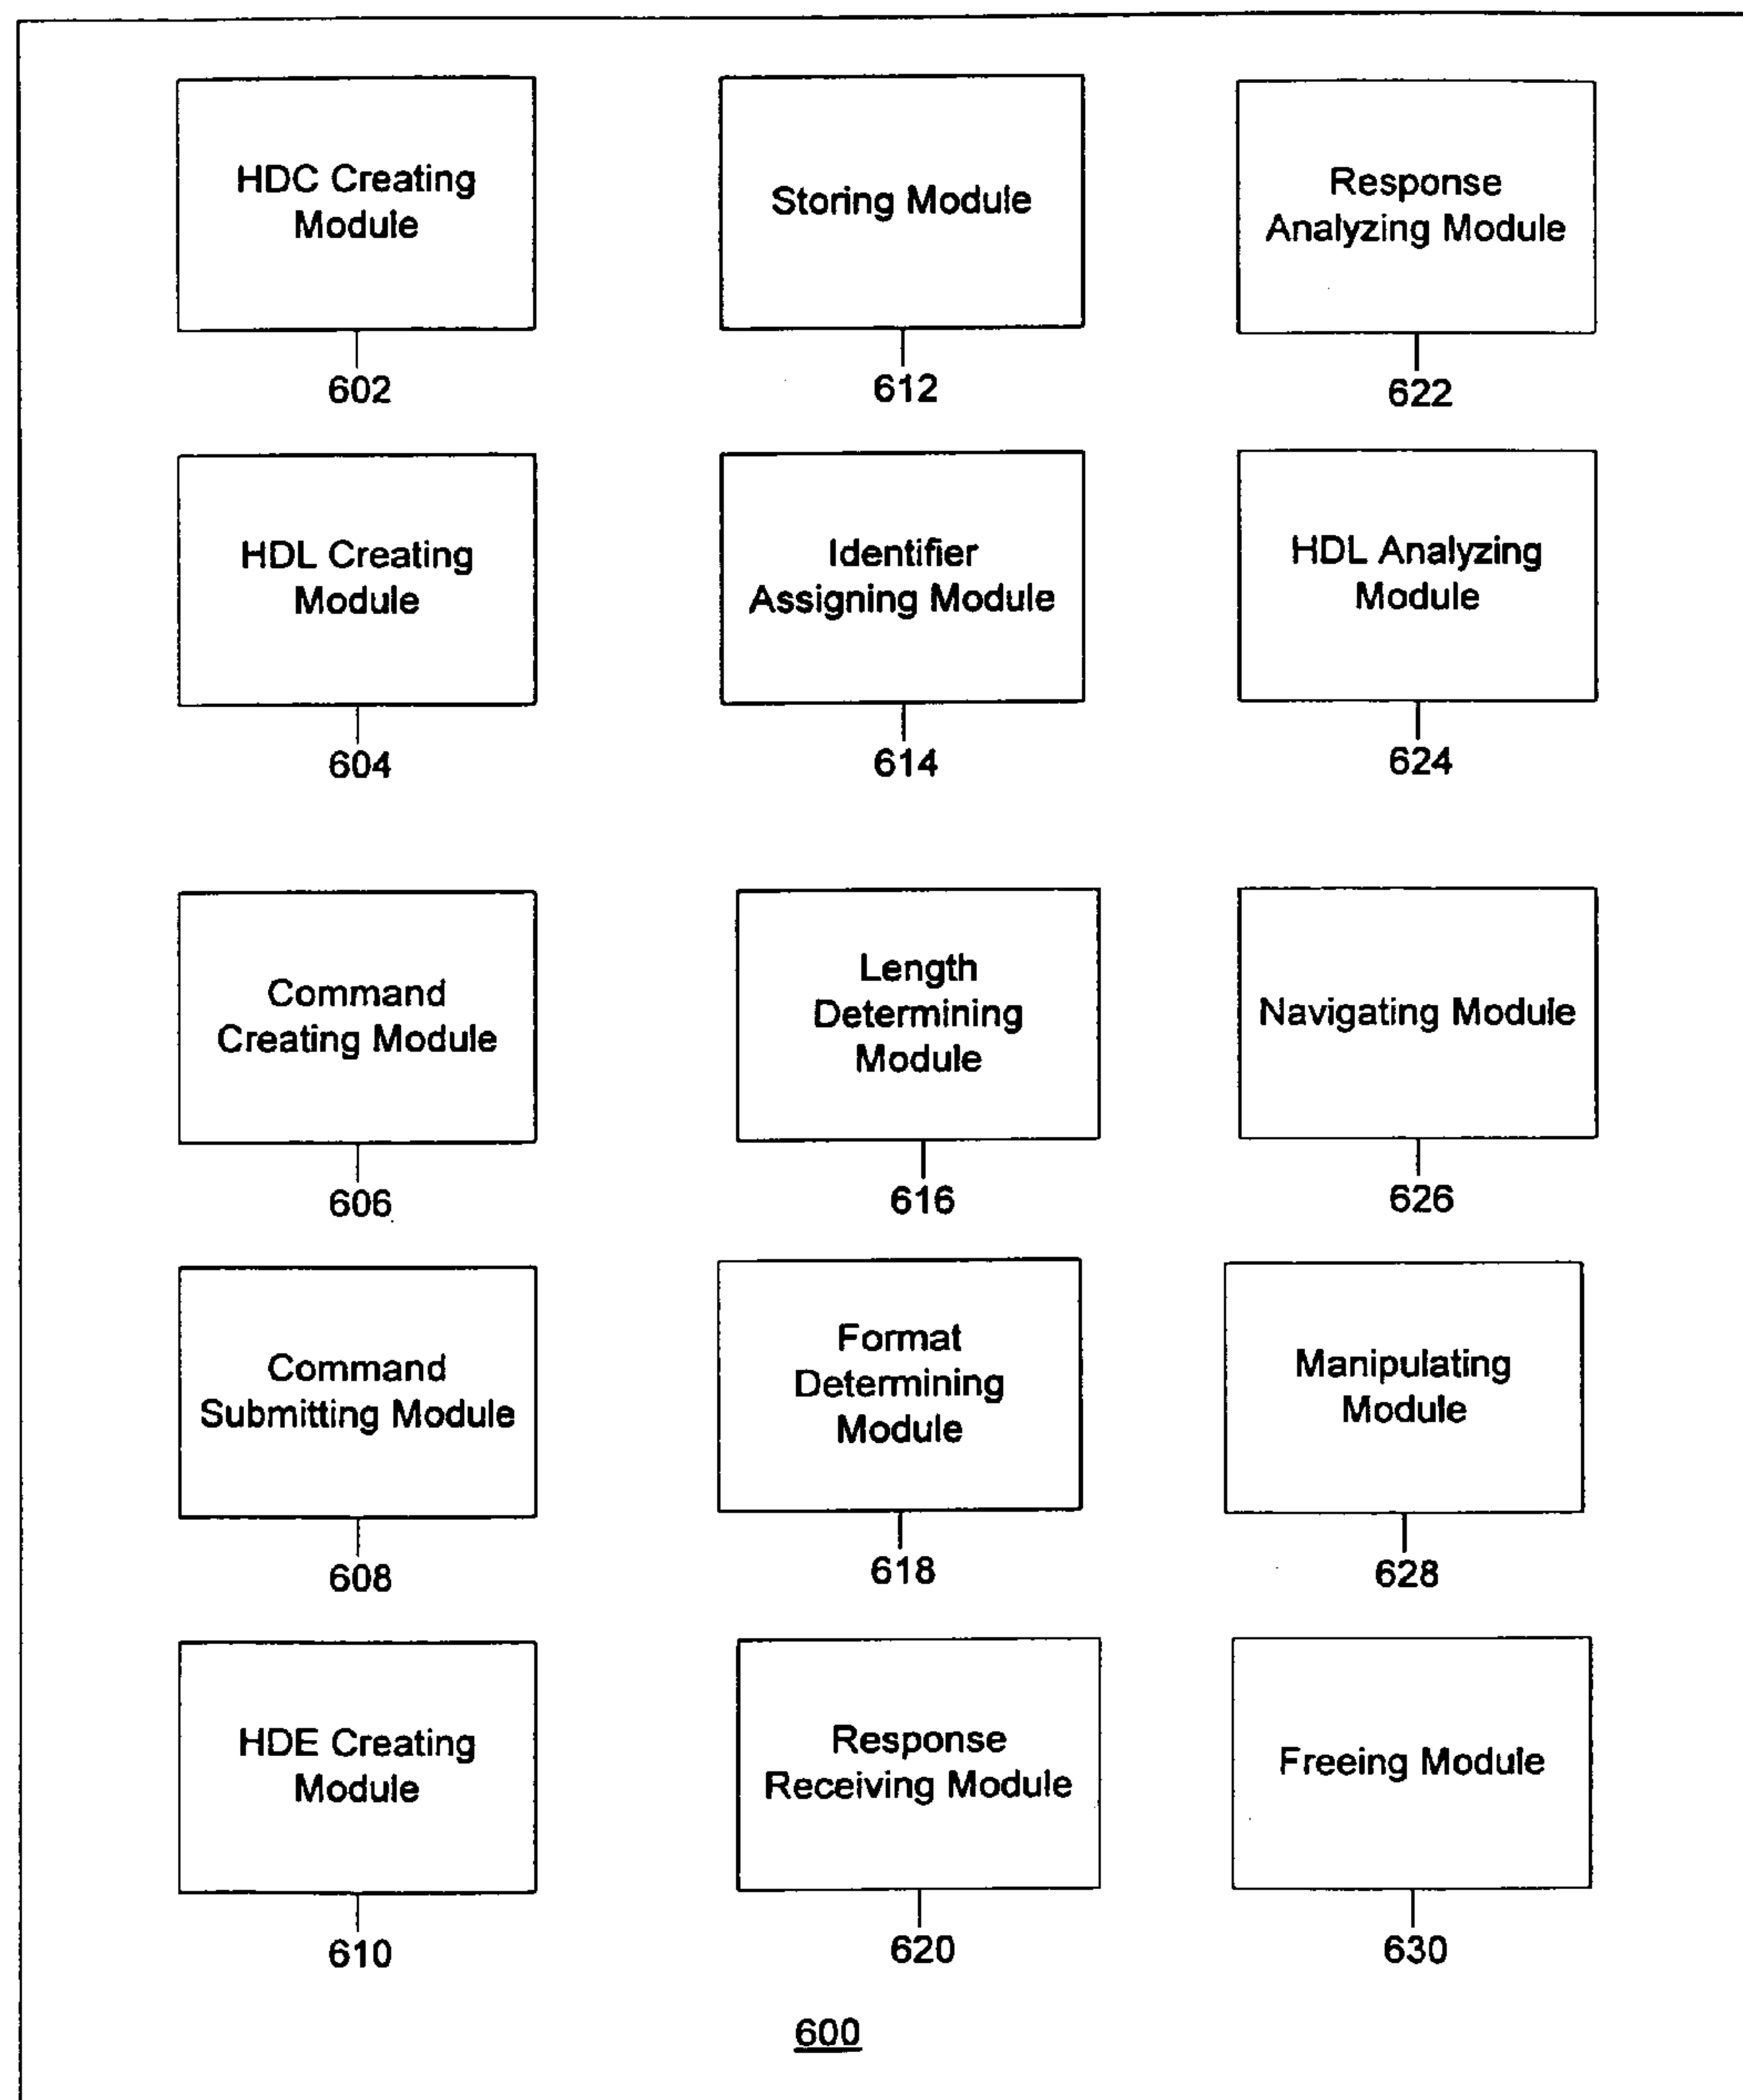 HDC Creating
Module
602
Storing Module
612
Response
Analyzing Module
622
HDL Creating
Module
604
Identifier
Assigning Module
614
HDL Analyzing
Module
624
Command
Creating Module
606
Length
Determining
Module
616
Navigating Module
626
Command
Submitting Module
608
Format
Determining
Module
618
Manipulating
Module
628
HDE Creating
Module
610
Response
Receiving Module
620
Freeing Module
630
600